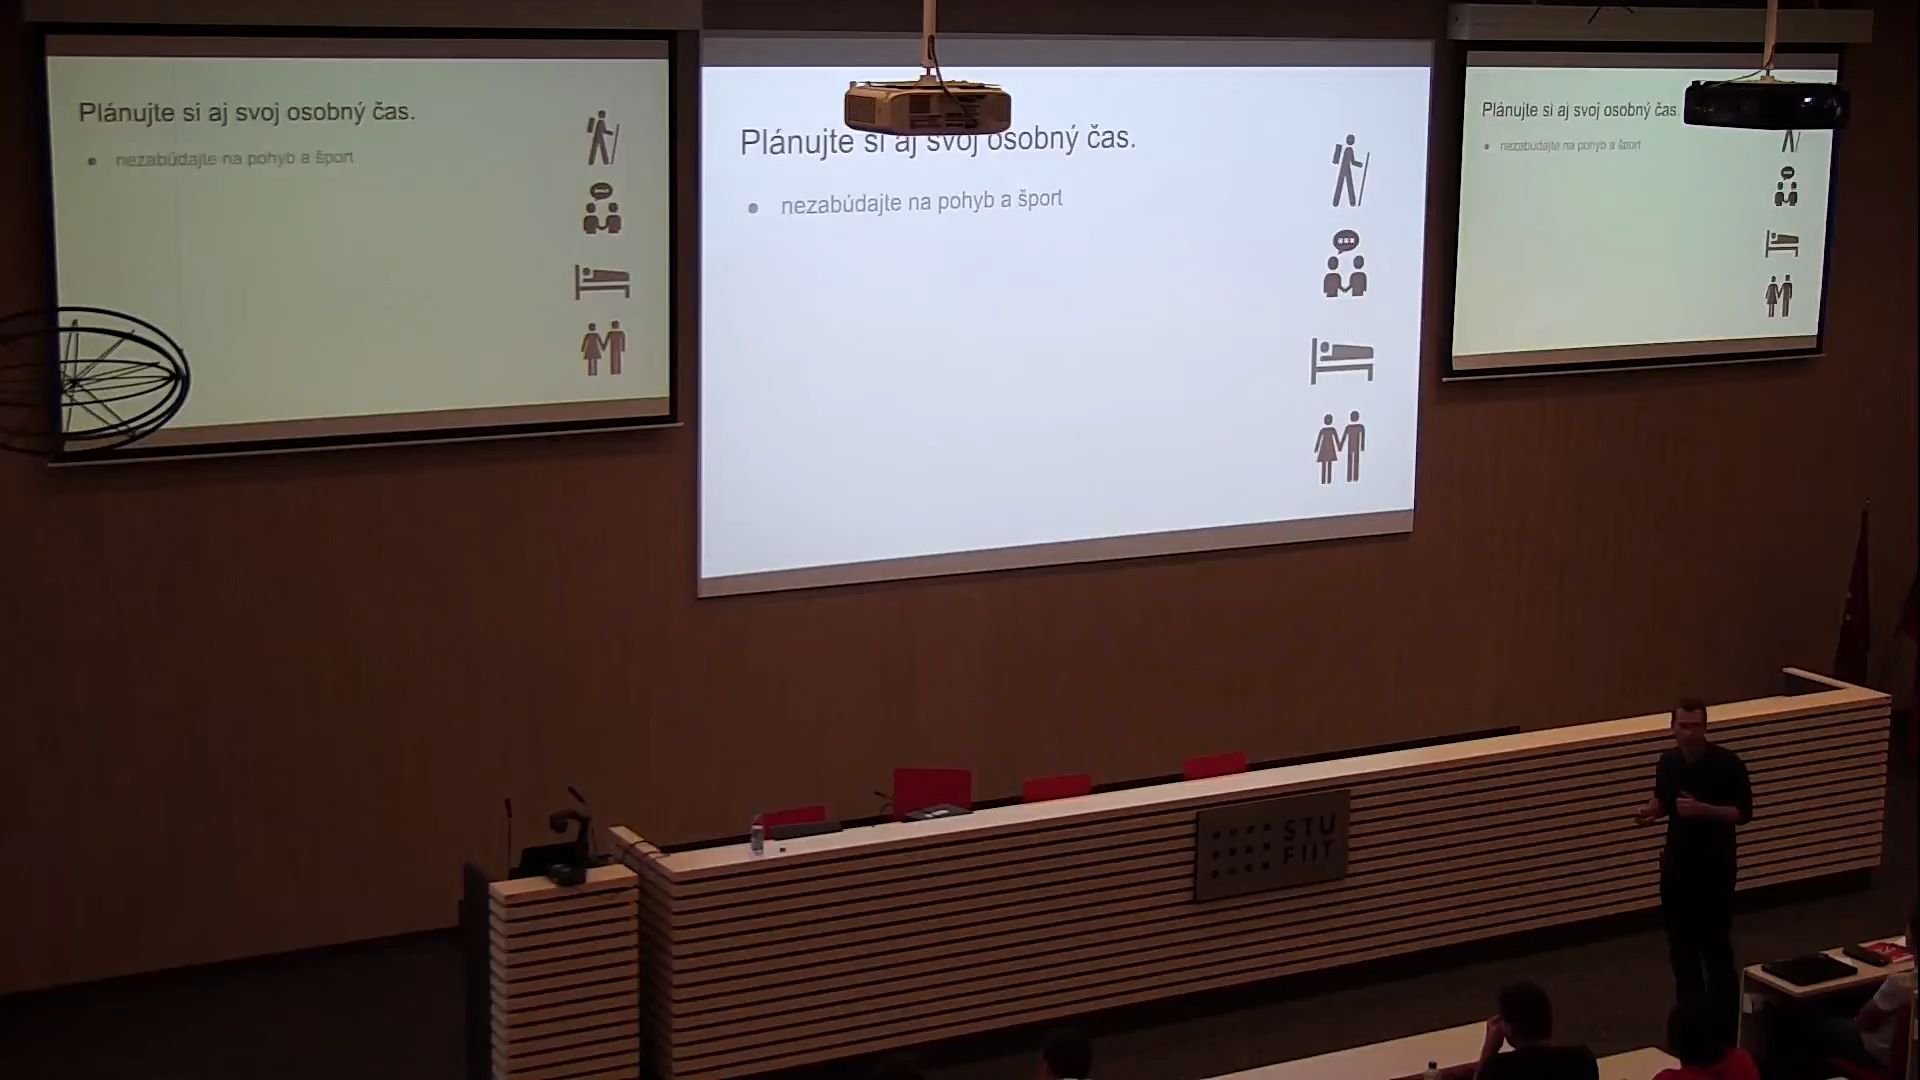 Plánujte si aj svoj osobný čas.
nezabúdajte na pohyb a šport
Plánujte si aj svoj osobný čas.
nezabúdajte na pohyb a šport
Plánujte si aj svoj osobný čas.
nezabúdajte na pohyb a šport
STU
FIIT